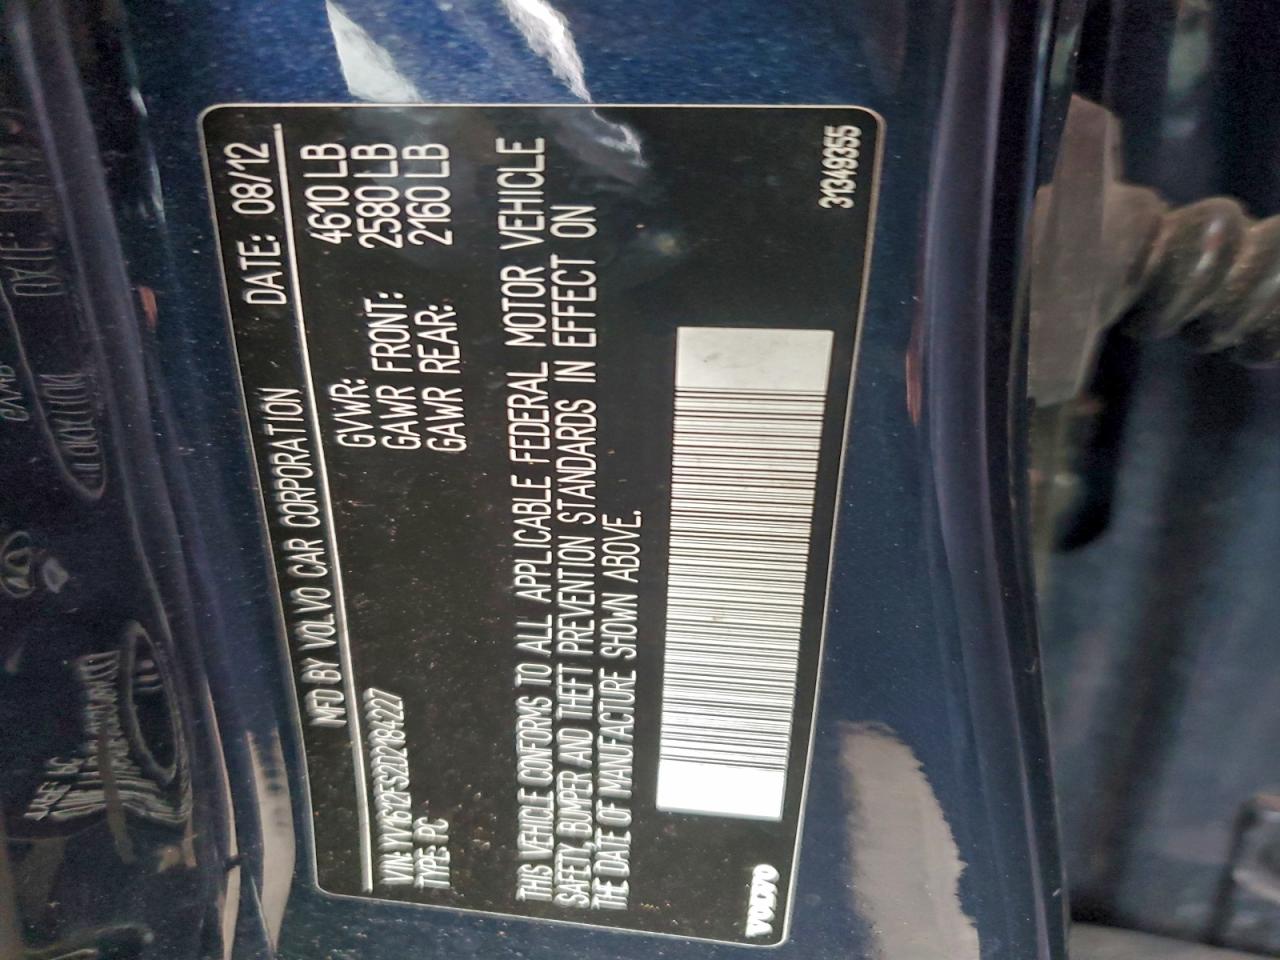 MFD BY VOLVO CAR CORPORATION DATE: 08/12
VIN: YV1612FS2D2184227 GVWR: 4610 LB
TYPE: PC GAWR FRONT: 2580 LB
GAWR REAR: 2160 LB
THIS VEHICLE CONFORMS TO ALL APPLICABLE FEDERAL MOTOR VEHICLE
SAFETY, BUMPER AND THEFT PREVENTION STANDARDS IN EFFECT ON
THE DATE OF MANUFACTURE SHOWN ABOVE.
VOLVO 31349355